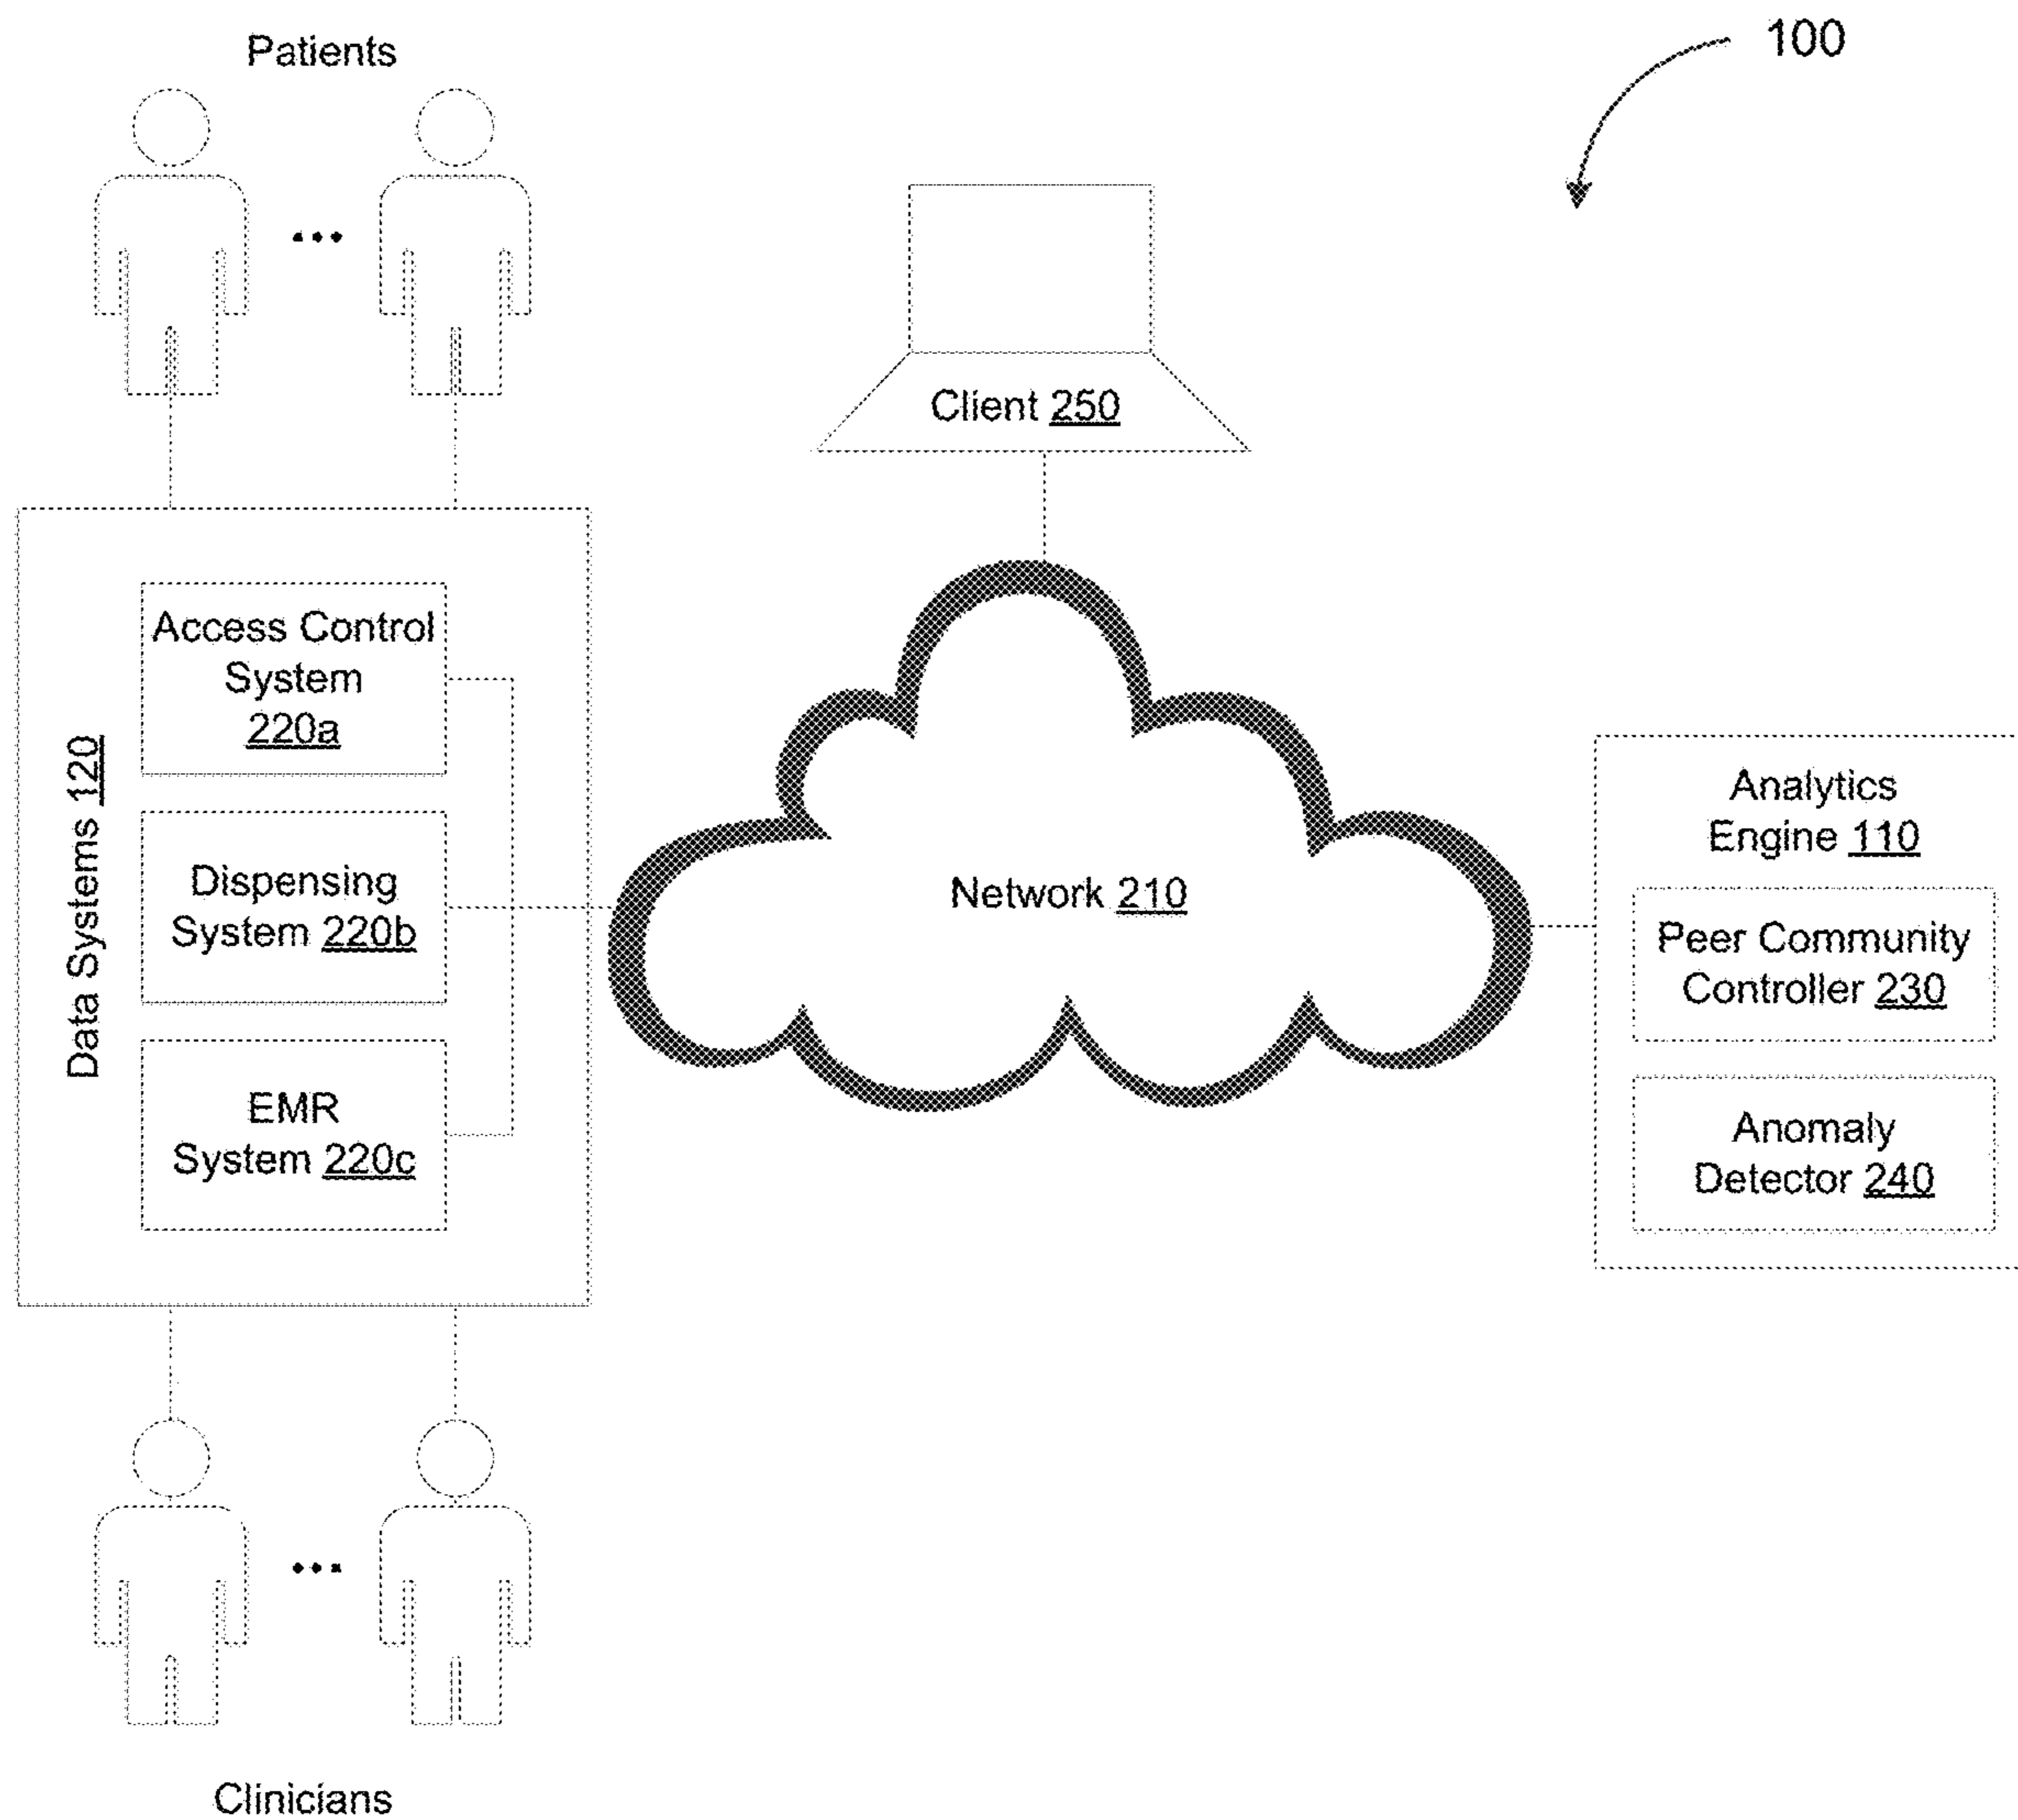 Patients
100
Client 250
Data Systems 120
Access Control
System
220a
Dispensing
System 220b
EMR
System 220c
Network 210
Analytics
Engine 110
Peer Community
Controller 230
Anomaly
Detector 240
Clinicians